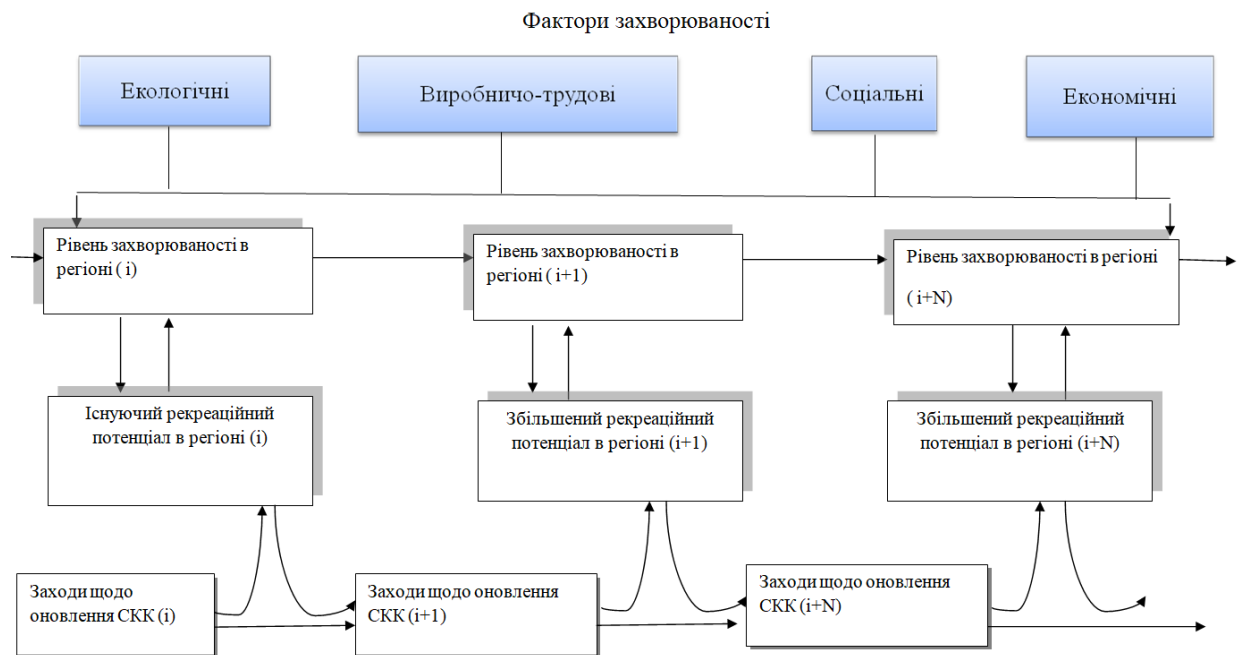 Фактори захворюваності
Екологічні
Виробничо-трудові
Соціальні
Економічні
Рівень захворюваності в
регіоні ( і)
Рівень захворюваності в
регіоні ( і+1)
Рівень захворюваності в регіоні
( і+N)
Існуючий рекреаційний
потенціал в регіоні (і)
Збільшений рекреаційний
потенціал в регіоні (і+1)
Збільшений рекреаційний
потенціал в регіоні (і+N)
Заходи щодо
оновлення СКК (і)
Заходи щодо оновлення
СКК (і+1)
Заходи щодо оновлення
СКК (і+N)